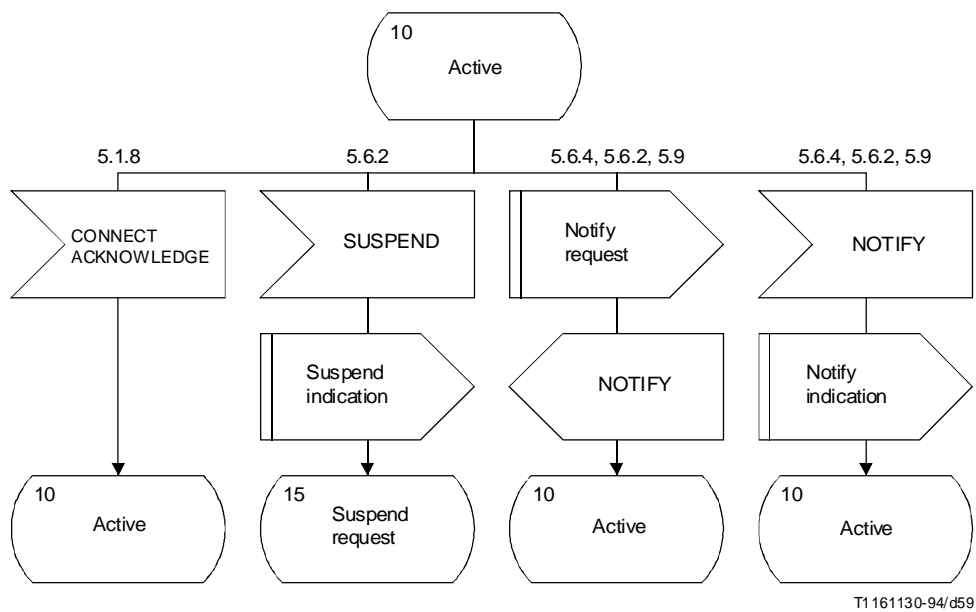 10
Active
5.1.8
5.6.2
5.6.4, 5.6.2, 5.9
5.6.4, 5.6.2, 5.9
CONNECT
ACKNOWLEDGE
SUSPEND
Notify
request
NOTIFY
Suspend
indication
NOTIFY
Notify
indication
10
Active
15
Suspend
request
10
Active
10
Active
T1161130-94/d59